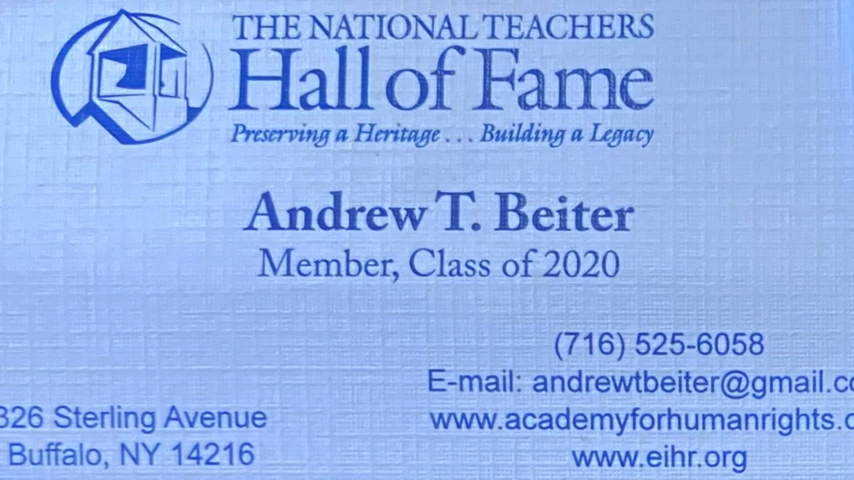 THE NATIONAL TEACHERS
Hall of Fame
Preserving a Heritage . . . Building a Legacy
Andrew T. Beiter
Member, Class of 2020
(716) 525-6058
E-mail: andrewtbeiter@gmail.co
www.academyforhumanrights.o
www.eihr.org
326 Sterling Avenue
Buffalo, NY 14216